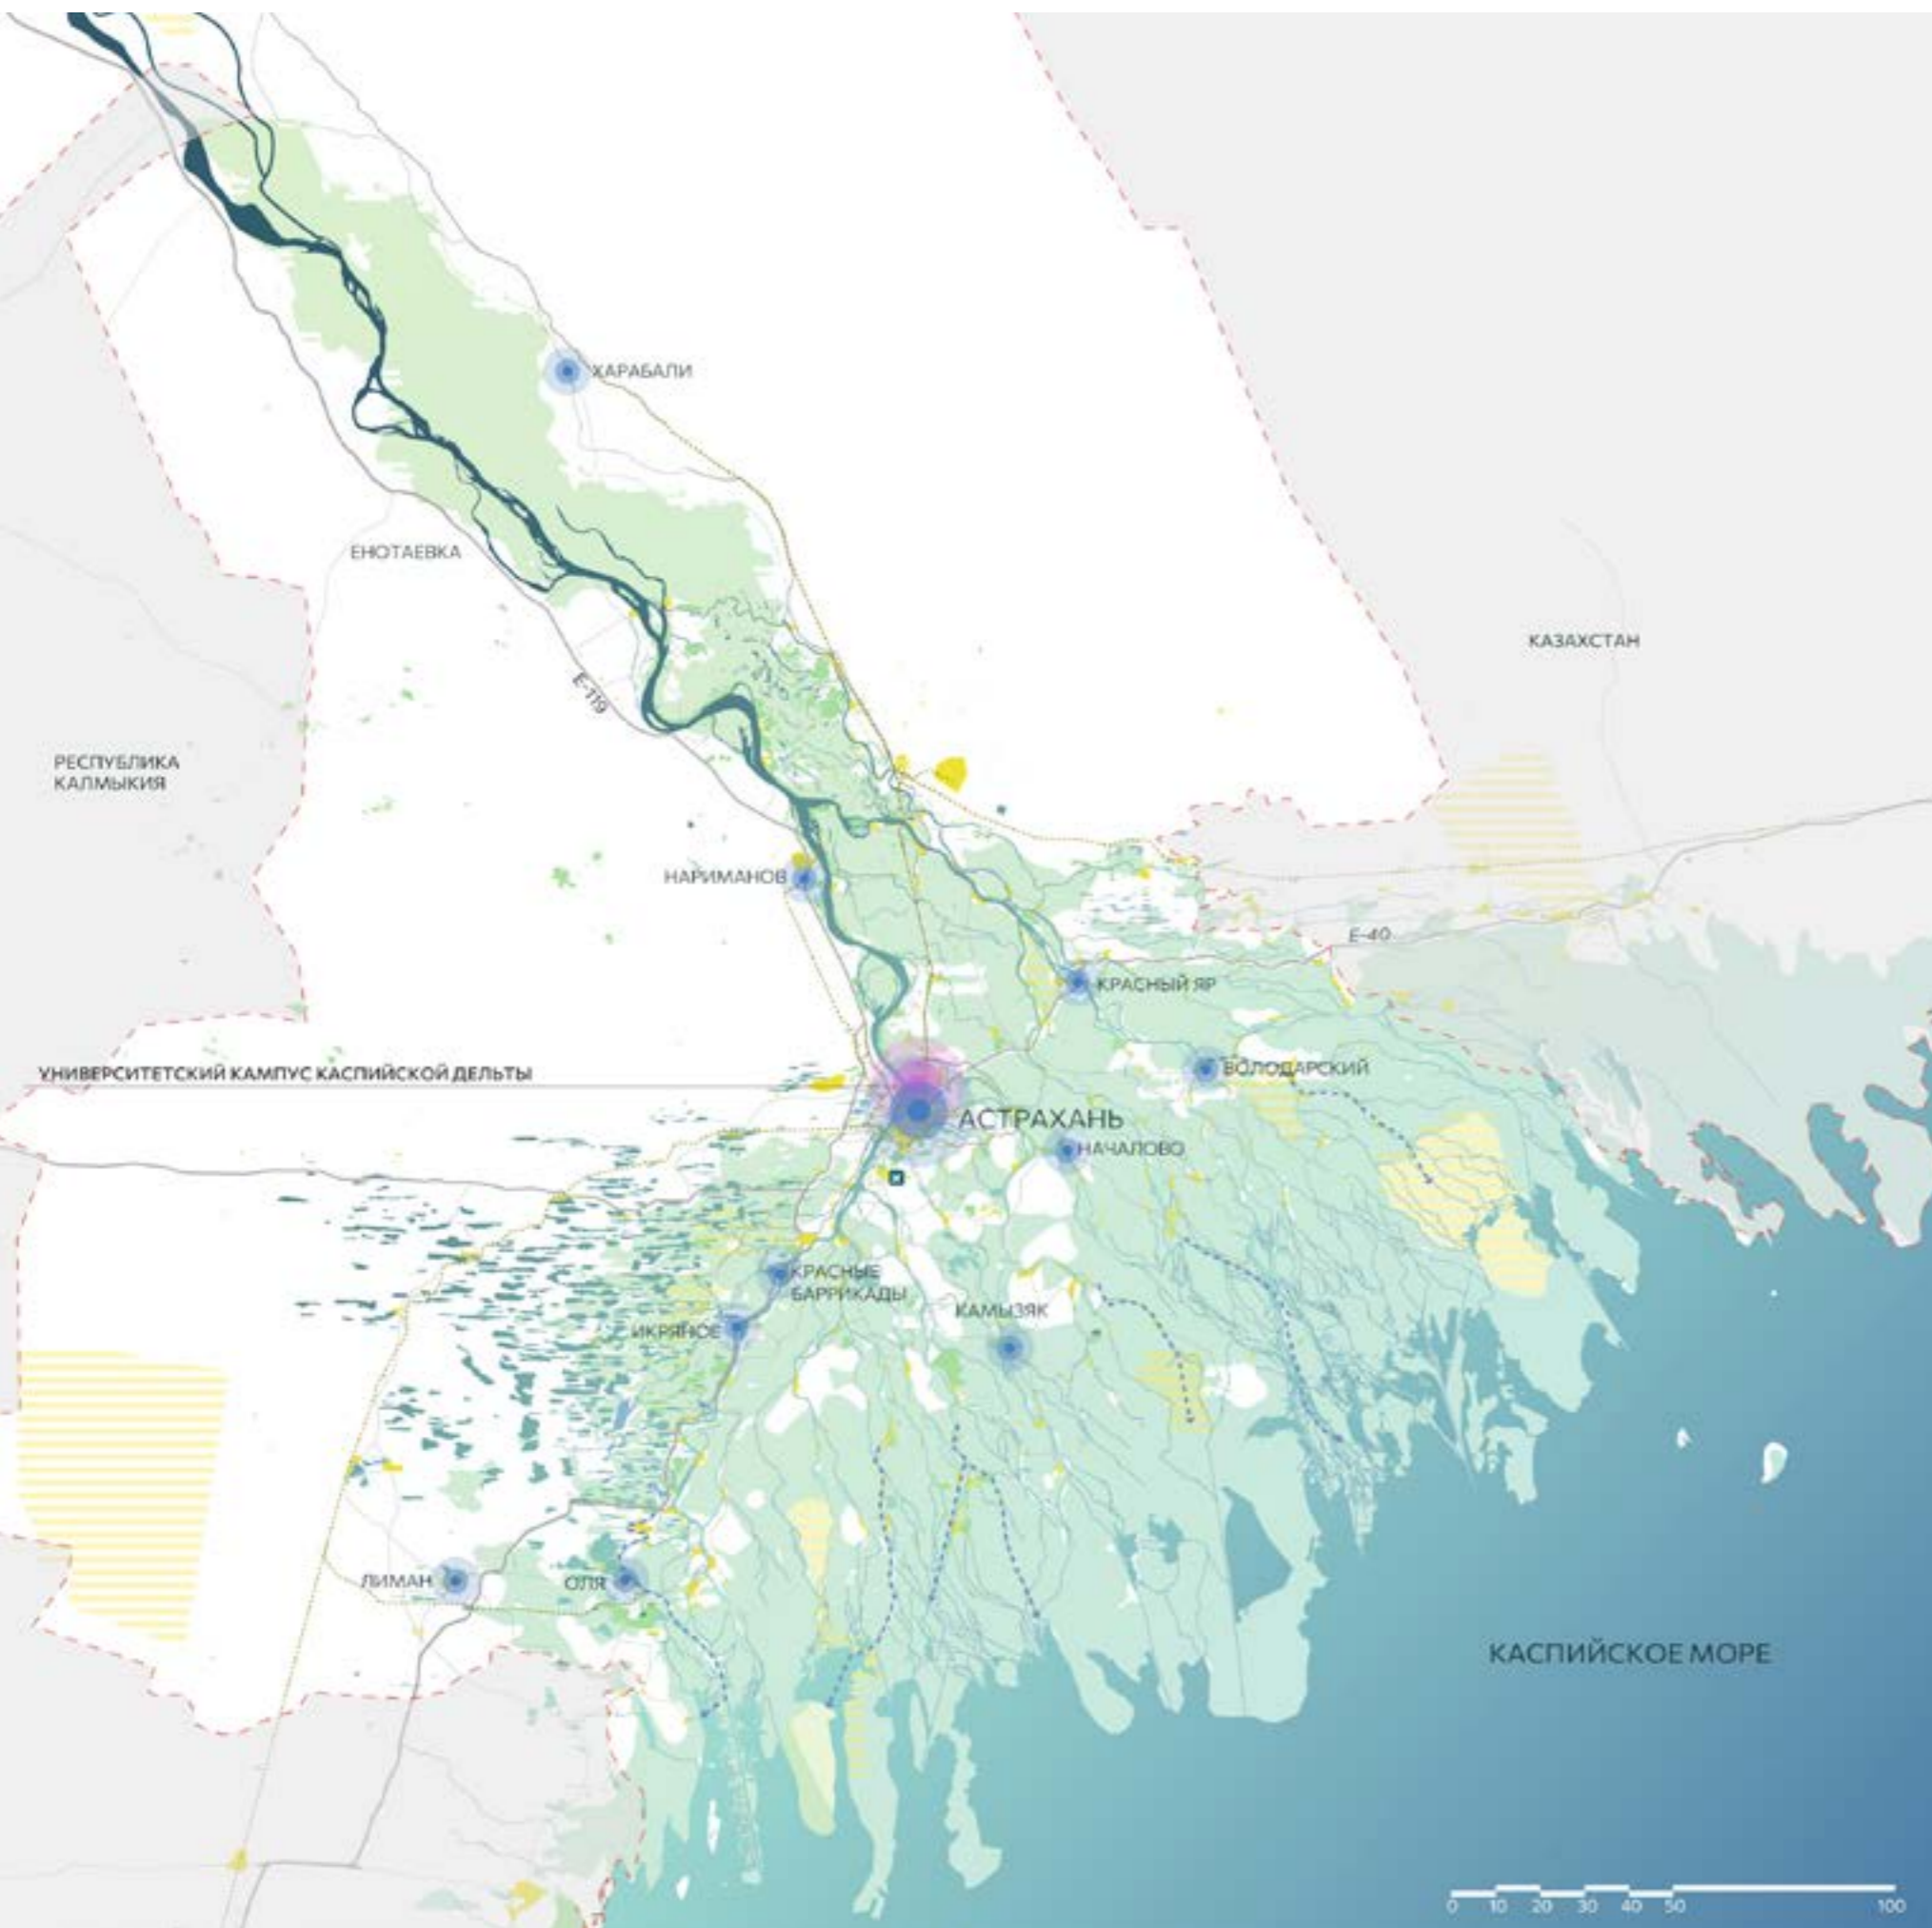 ХАРАБАЛИ
ЕНОТАЕВКА
КАЗАХСТАН
Е-119
РЕСПУБЛИКА
КАЛМЫКИЯ
НАРИМАНОВ
Е-40
КРАСНЫЙ ЯР
УНИВЕРСИТЕТСКИЙ КАМПУС КАСПИЙСКОЙ ДЕЛЬТЫ
ВОЛОДАРСКИЙ
АСТРАХАНЬ
НАЧАЛОВО
КРАСНЫЕ
БАРРИКАДЫ
КАМЫЗЯК
ИКРЯНОЕ
ЛИМАН
ОЛЯ
КАСПИЙСКОЕ МОРЕ
0 10 20 30 40 50 100